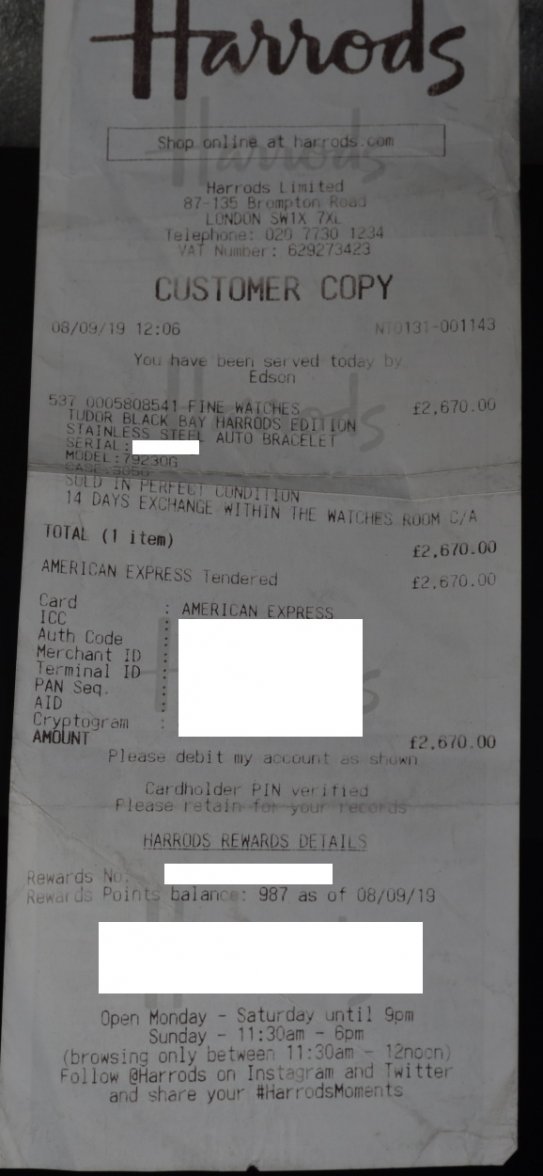 Harrods
Shop online at harrods.com
Harrods Limited
87-135 Brompton Road
LONDON SW1X 7XL
Telephone: 020 7730 1234
VAT Number: 629273423
CUSTOMER COPY
08/09/19 12:06 NT0131-001143
You have been served today by
Edson
537 0005808541 FINE WATCHES £2,670.00
TUDOR BLACK BAY HARRODS EDITION
STAINLESS STEEL AUTO BRACELET
SERIAL:
MODEL:79230G
SOLD IN PERFECT CONDITION
14 DAYS EXCHANGE WITHIN THE WATCHES ROOM C/A
TOTAL (1 item) £2,670.00
AMERICAN EXPRESS Tendered £2,670.00
Card : AMERICAN EXPRESS
ICC :
Auth Code :
Merchant ID :
Terminal ID :
PAN Seq. :
AID :
Cryptogram :
AMOUNT £2,670.00
Please debit my account as shown
Cardholder PIN verified
Please retain for your records
HARRODS REWARDS DETAILS
Rewards No:
Rewards Points balance: 987 as of 08/09/19
Open Monday - Saturday until 9pm
Sunday - 11:30am - 6pm
(browsing only between 11:30am - 12noon)
Follow @Harrods on Instagram and Twitter
and share your #HarrodsMoments